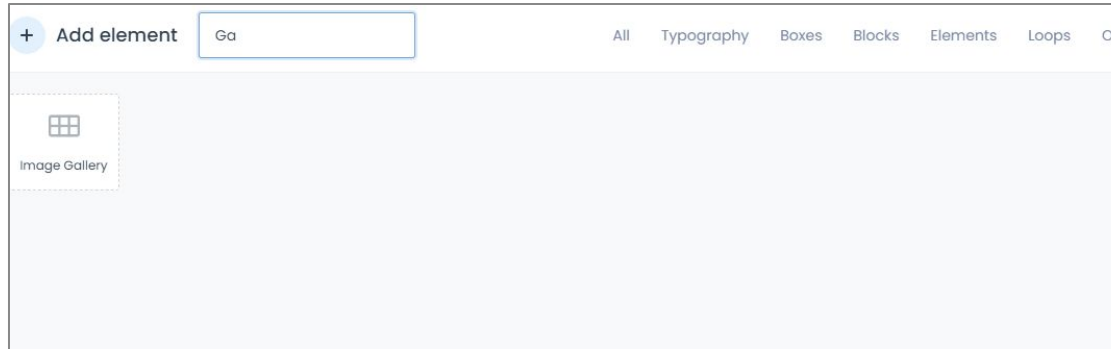 + Add element
Ga
All Typography Boxes Blocks Elements Loops
Image Gallery